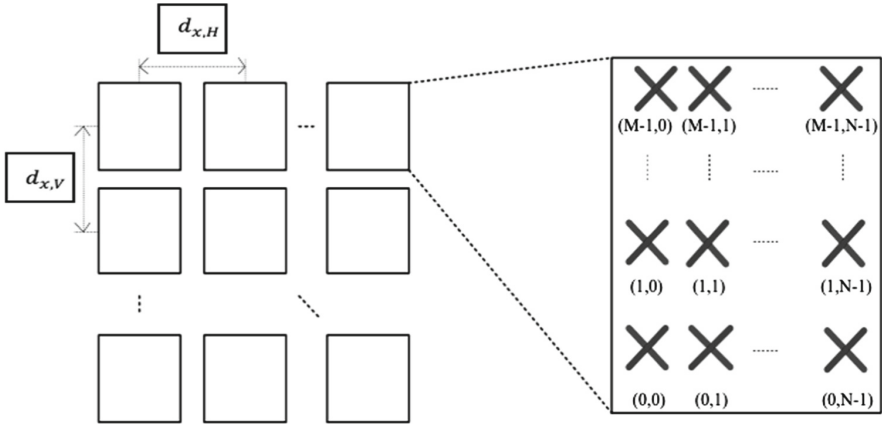 d_{x,H}
d_{x,V}
(M-1,0) (M-1,1) (M-1,N-1)
(1,0) (1,1) (1,N-1)
(0,0) (0,1) (0,N-1)